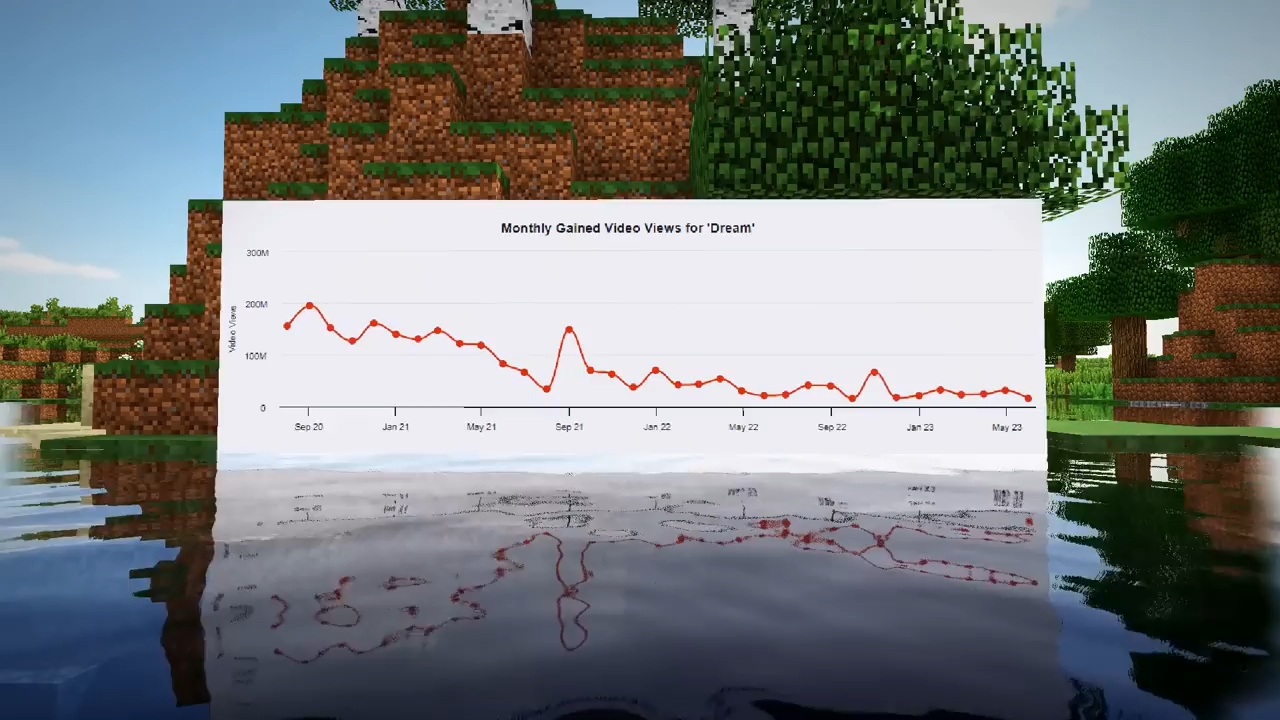 Monthly Gained Video Views for 'Dream'
300M
200M
100M
0
Video Views
Sep 20 Jan 21 May 21 Sep 21 Jan 22 May 22 Sep 22 Jan 23 May 23